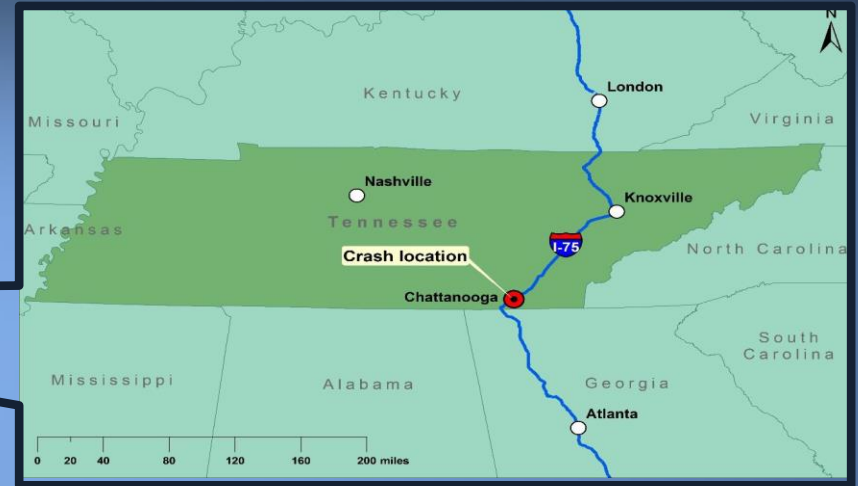 N
London
Kentucky
Missouri
Virginia
Nashville
Knoxville
Arkansas
Tennessee
I-75
North Carolina
Crash location
Chattanooga
South
Carolina
Mississippi
Alabama
Georgia
Atlanta
0 20 40 80 120 160 200 miles